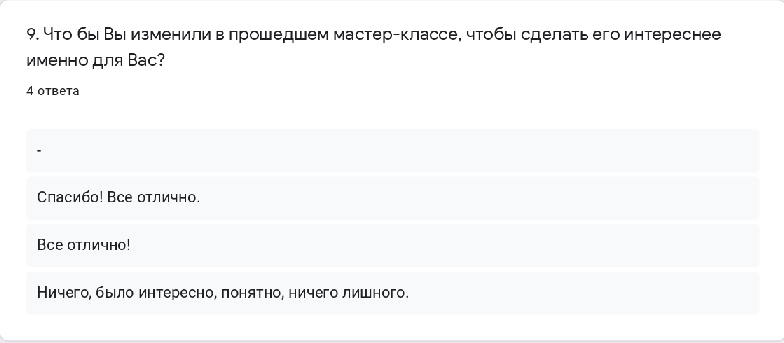 9. Что бы Вы изменили в прошедшем мастер-классе, чтобы сделать его интереснее
именно для Вас?
4 ответа
-
Спасибо! Все отлично.
Все отлично!
Ничего, было интересно, понятно, ничего лишного.